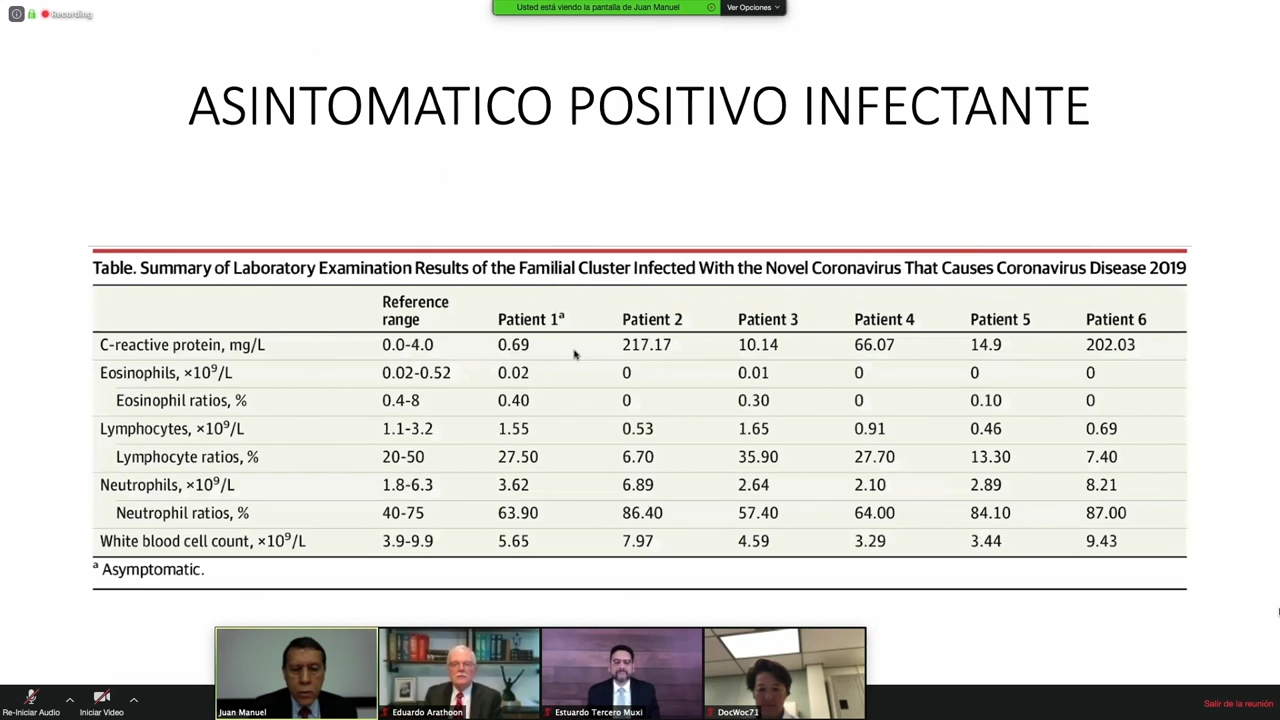 Recording
Usted está viendo la pantalla de Juan Manuel
Ver Opciones
ASINTOMATICO POSITIVO INFECTANTE
Table. Summary of Laboratory Examination Results of the Familial Cluster Infected With the Novel Coronavirus That Causes Coronavirus Disease 2019
Reference range Patient 1a Patient 2 Patient 3 Patient 4 Patient 5 Patient 6
C-reactive protein, mg/L 0.0-4.0 0.69 217.17 10.14 66.07 14.9 202.03
Eosinophils, ×10⁹/L 0.02-0.52 0.02 0 0.01 0 0 0
Eosinophil ratios, % 0.4-8 0.40 0 0.30 0 0.10 0
Lymphocytes, ×10⁹/L 1.1-3.2 1.55 0.53 1.65 0.91 0.46 0.69
Lymphocyte ratios, % 20-50 27.50 6.70 35.90 27.70 13.30 7.40
Neutrophils, ×10⁹/L 1.8-6.3 3.62 6.89 2.64 2.10 2.89 8.21
Neutrophil ratios, % 40-75 63.90 86.40 57.40 64.00 84.10 87.00
White blood cell count, ×10⁹/L 3.9-9.9 5.65 7.97 4.59 3.29 3.44 9.43
a Asymptomatic.
Juan Manuel
Eduardo Arathoon
Estuardo Tercero Muxi
DocWoc71
Re-Iniciar Audio
Iniciar Video
Salir de la reunión